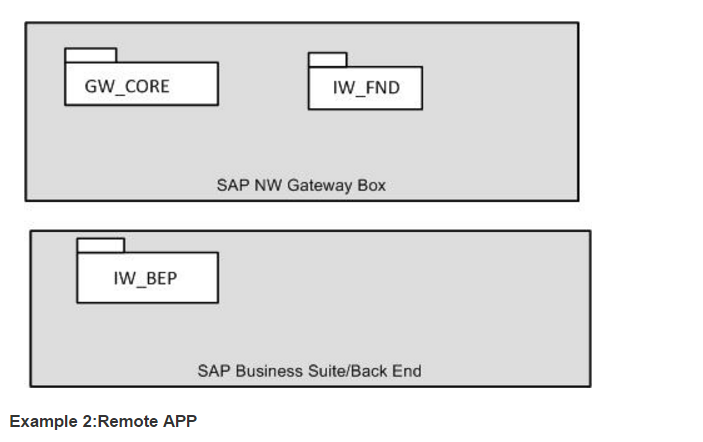 GW_CORE
IW_FND
SAP NW Gateway Box
IW_BEP
SAP Business Suite/Back End
Example 2:Remote APP